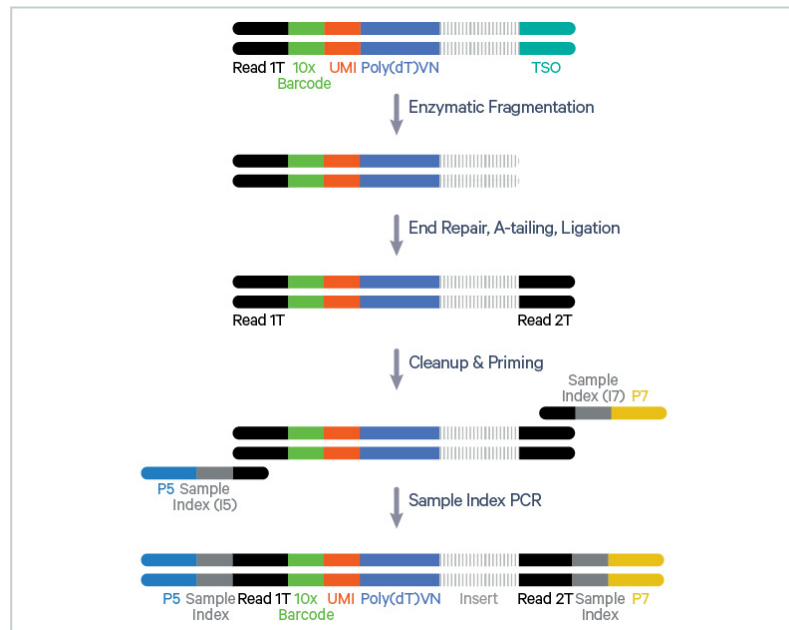 Read 1T 10x UMI Poly(dT)VN TSO
Barcode
Enzymatic Fragmentation
End Repair, A-tailing, Ligation
Read 1T Read 2T
Cleanup & Priming
Sample
Index (I7) P7
P5 Sample
Index (I5)
Sample Index PCR
P5 Sample Read 1T 10x UMI Poly(dT)VN Insert Read 2T Sample P7
Index Barcode Index